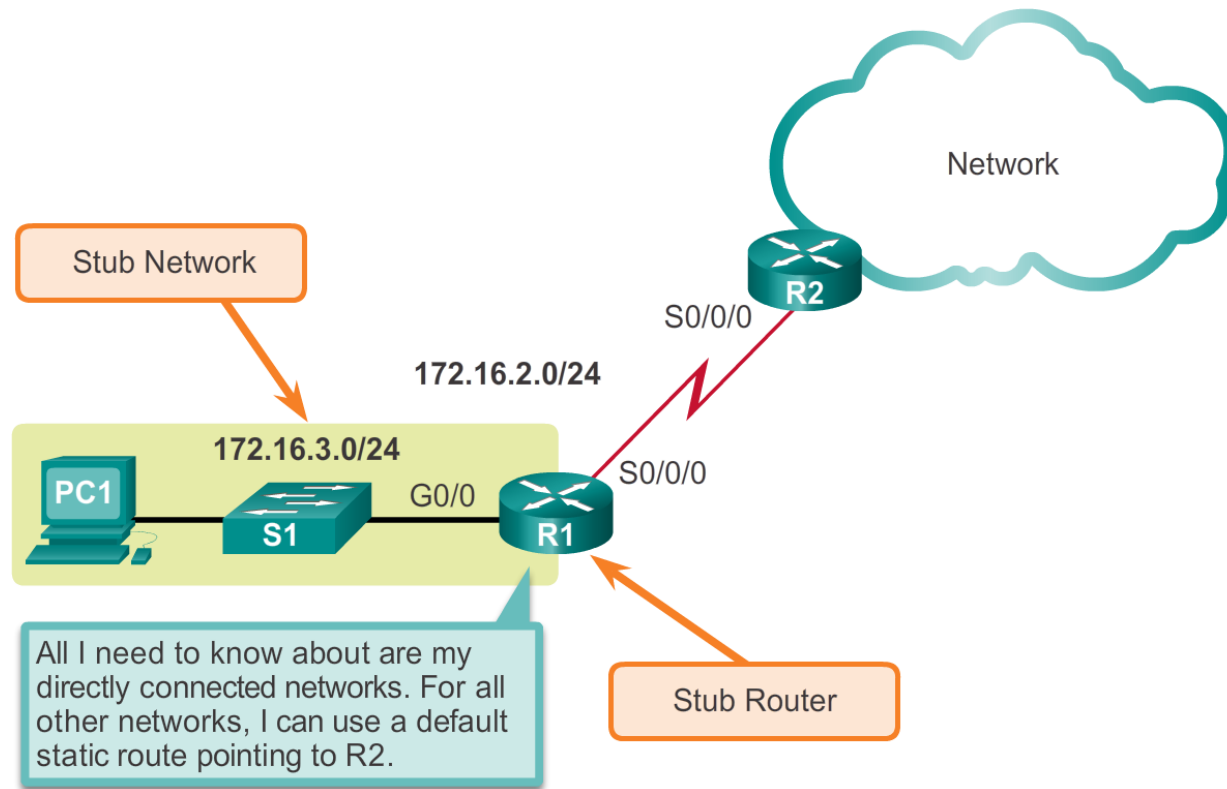 Network
Stub Network
R2
S0/0/0
172.16.2.0/24
172.16.3.0/24
S0/0/0
PC1
G0/0
S1
R1
All I need to know about are my
directly connected networks. For all
other networks, I can use a default
static route pointing to R2.
Stub Router